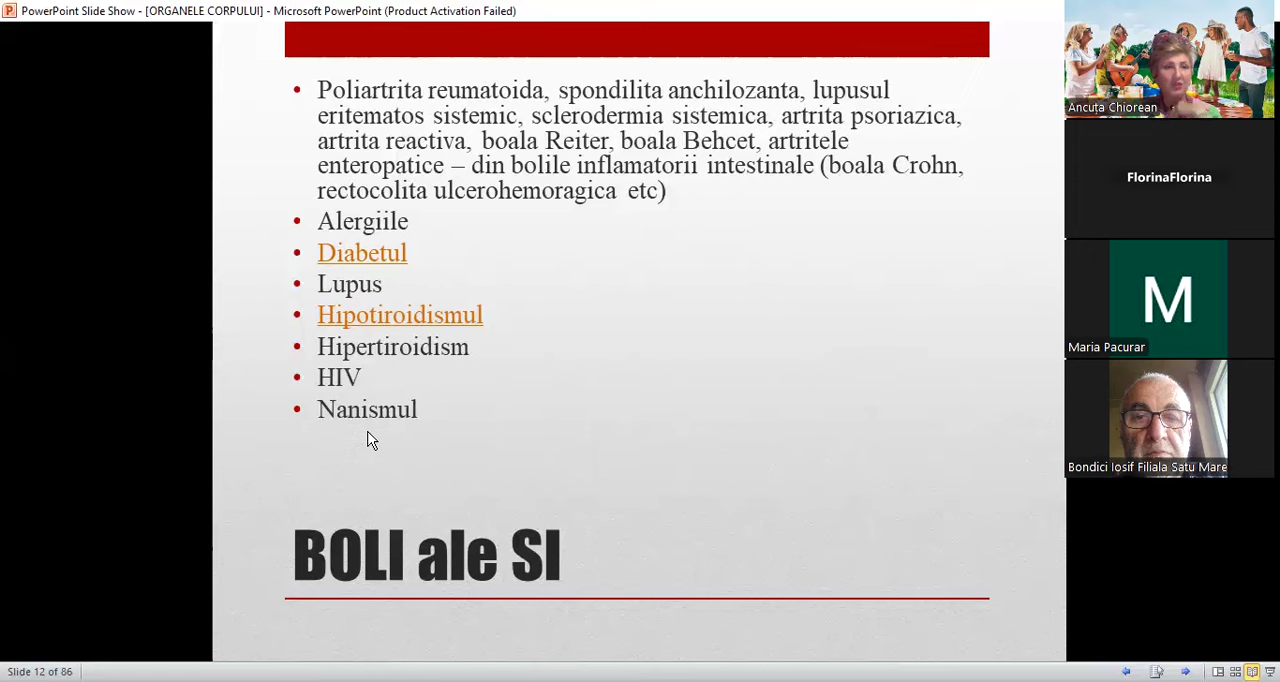 PowerPoint Slide Show - [ORGANELE CORPULUI] - Microsoft PowerPoint (Product Activation Failed)
• Poliartrita reumatoida, spondilita anchilozanta, lupusul
eritematos sistemic, sclerodermia sistemica, artrita psoriazica,
artrita reactiva, boala Reiter, boala Behcet, artritele
enteropatice – din bolile inflamatorii intestinale (boala Crohn,
rectocolita ulcerohemoragica etc)
• Alergiile
• Diabetul
• Lupus
• Hipotiroidismul
• Hipertiroidism
• HIV
• Nanismul
BOLI ale SI
Slide 12 of 86
Ancuța Chiorean
FlorinaFlorina
M
Maria Pacurar
Bondici Iosif Filiala Satu Mare